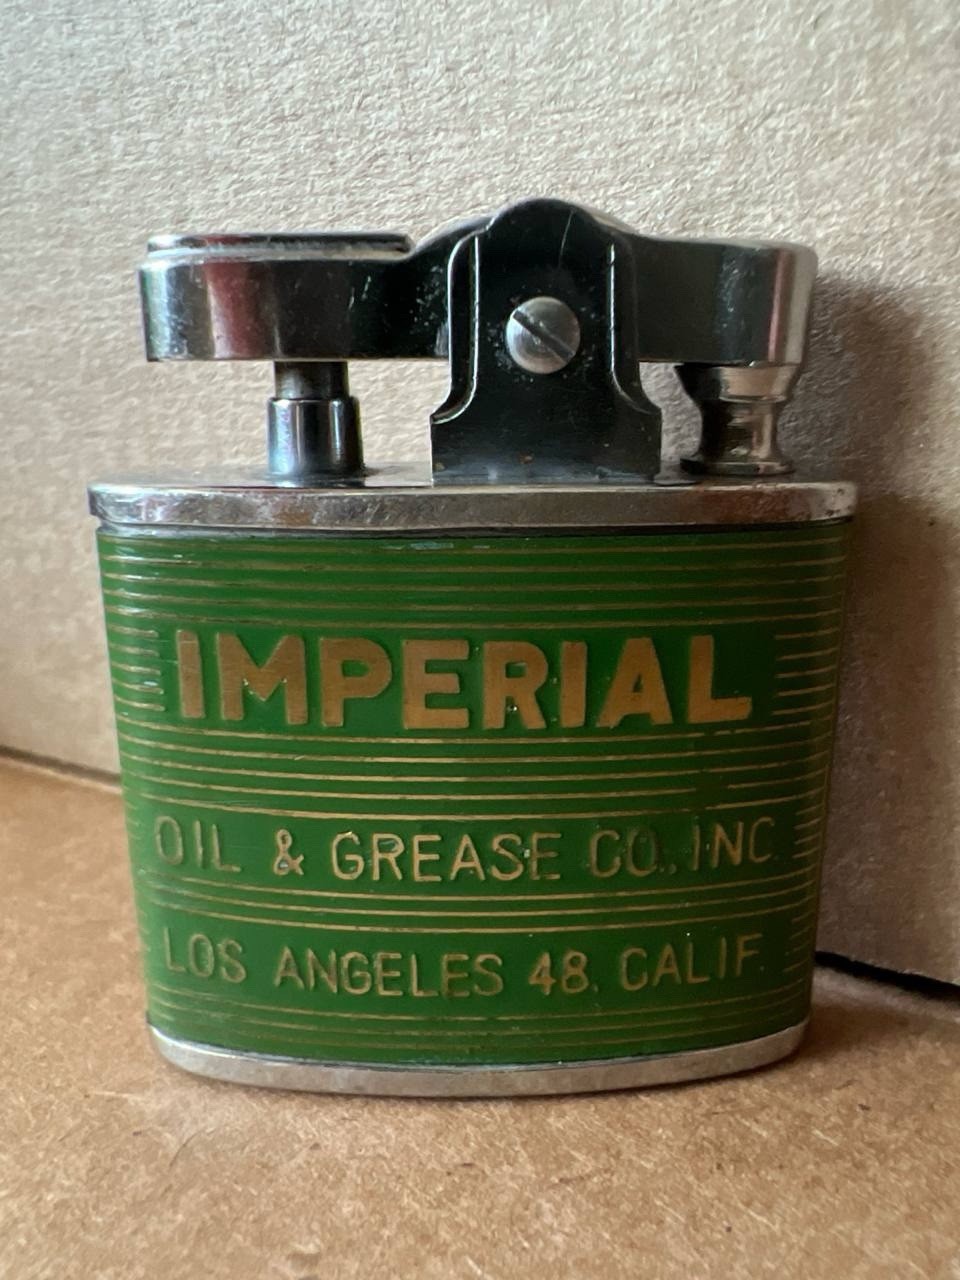 IMPERIAL
OIL & GREASE CO., INC.
LOS ANGELES 48, CALIF.